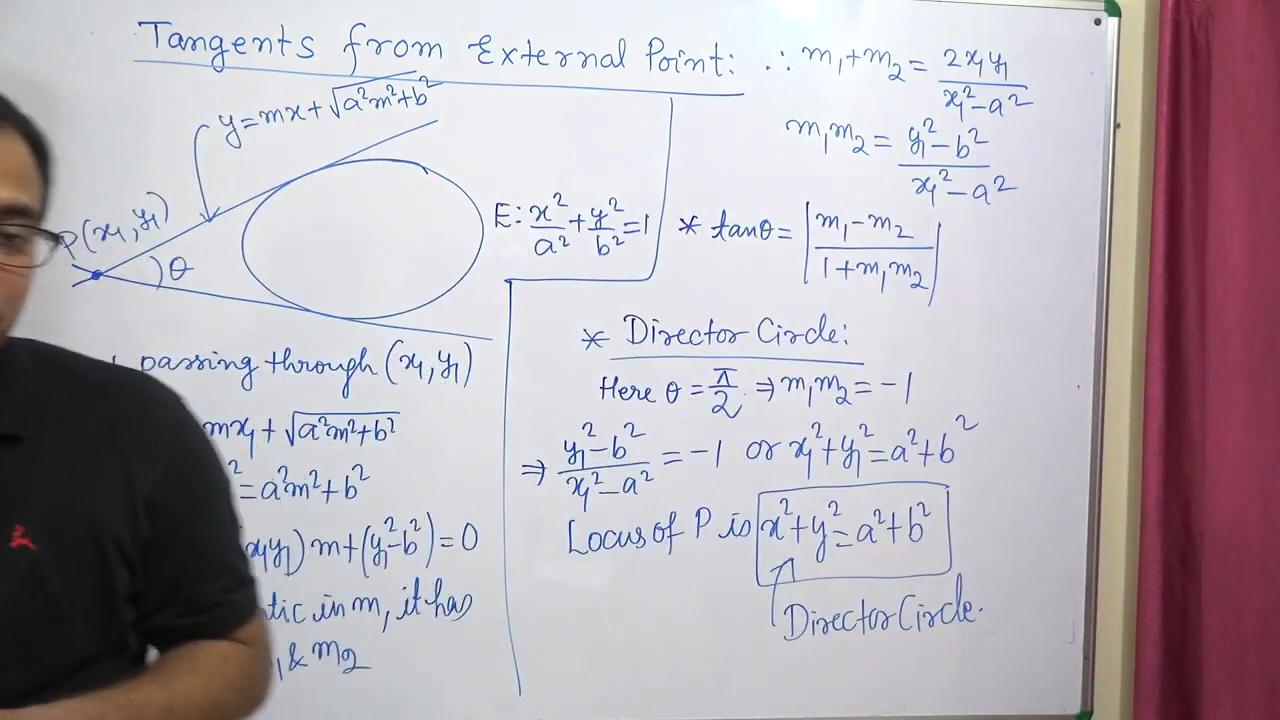 Tangents from External Point:
y=mx+√(a²m²+b²)
P(x₁,y₁)
θ
E: x²/a²+y²/b²=1
passing through (x₁,y₁)
mx₁+√(a²m²+b²)
²=a²m²+b²
x₁y₁)m+(y₁²-b²)=0
in m, it has
& m₂
∴ m₁+m₂=2x₁y₁/(x₁²-a²)
m₁m₂=(y₁²-b²)/(x₁²-a²)
* tanθ=|(m₁-m₂)/(1+m₁m₂)|
* Director Circle:
Here θ=π/2 ⇒ m₁m₂=-1
⇒ (y₁²-b²)/(x₁²-a²)=-1 or x₁²+y₁²=a²+b²
Locus of P is x²+y²=a²+b²
Director Circle.